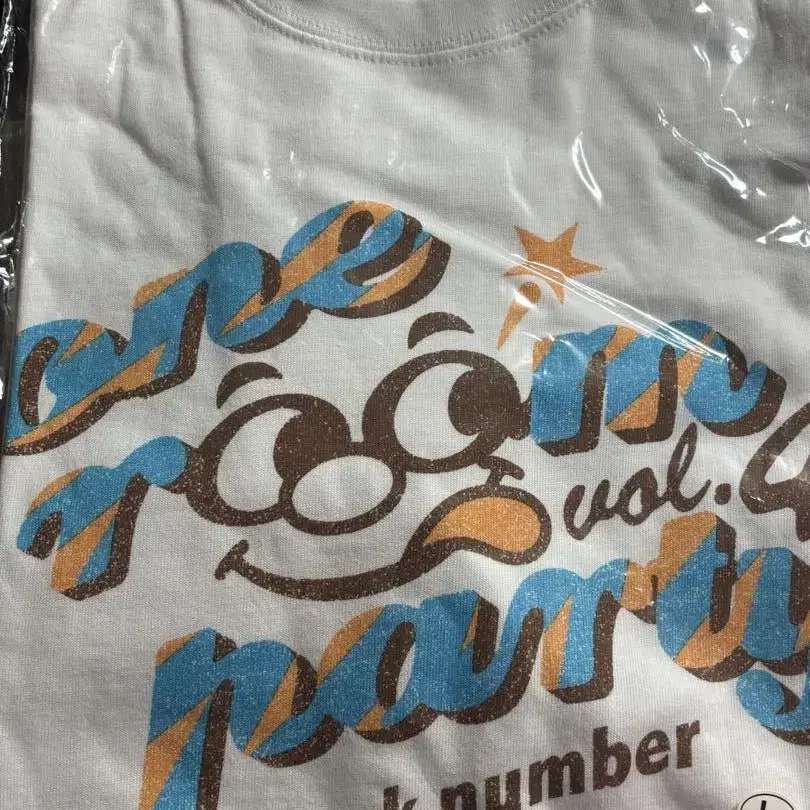 one
room
vol.4
party
k number